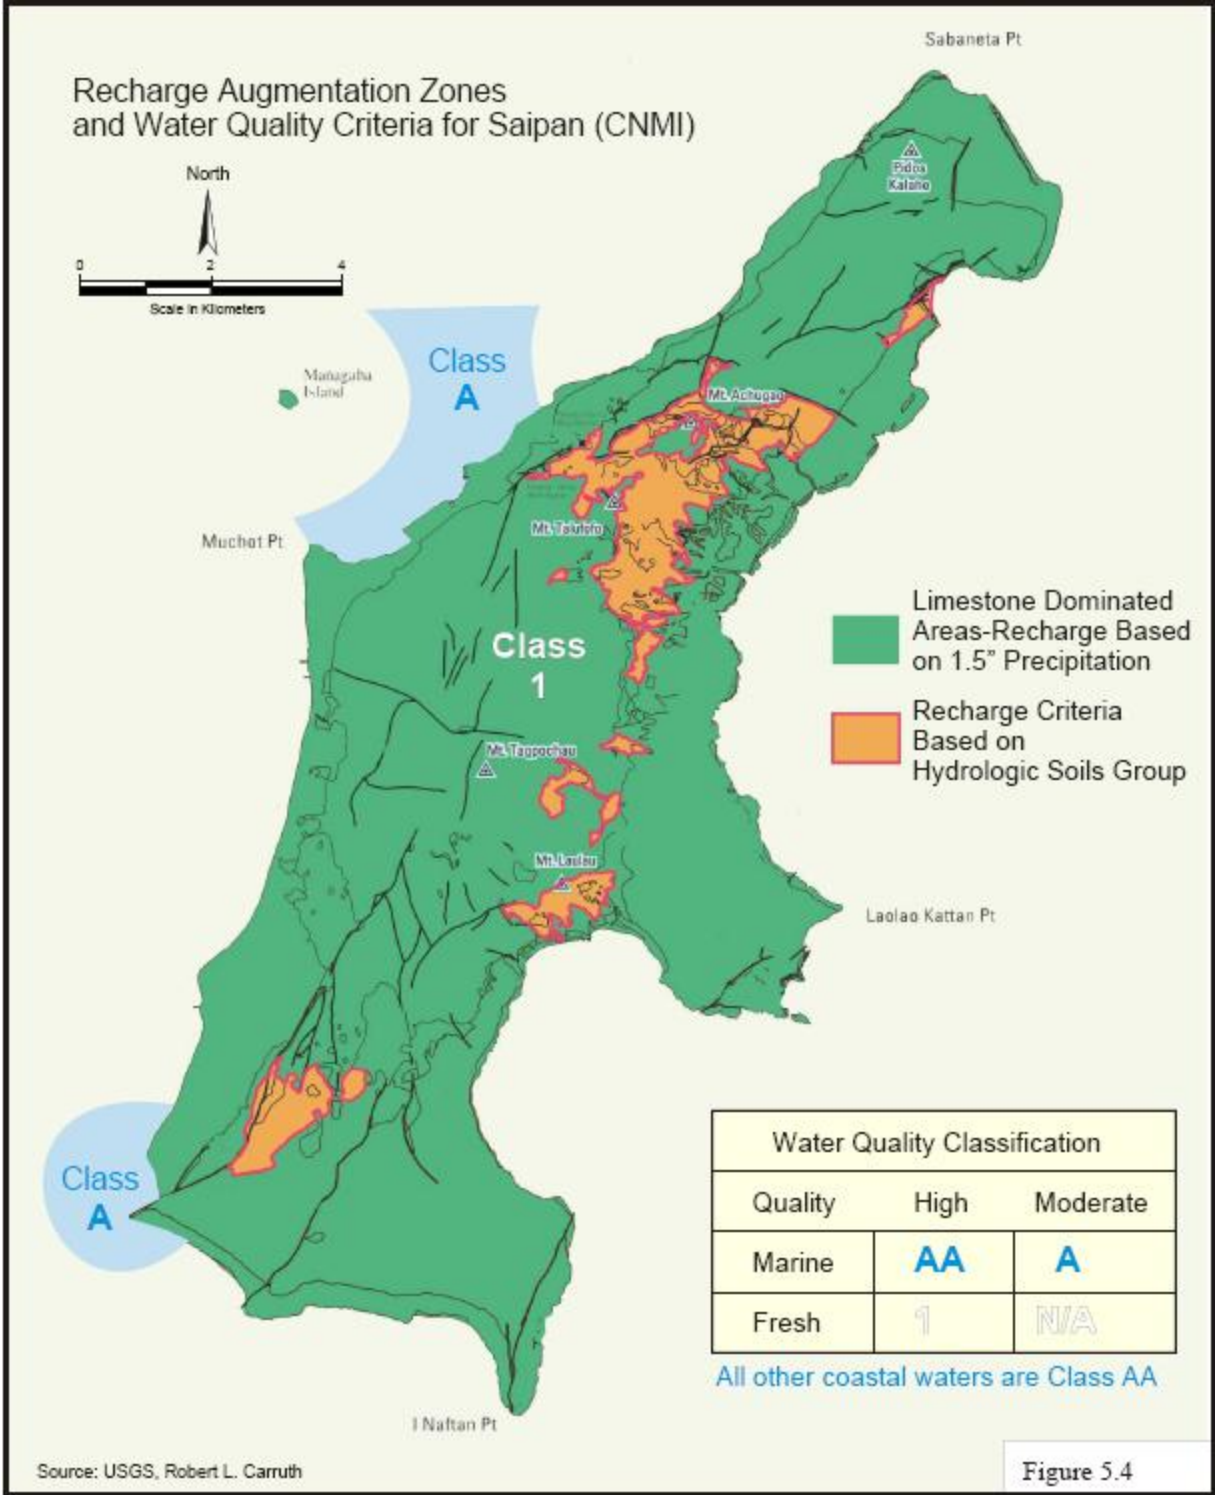 Sabaneta Pt
Recharge Augmentation Zones
and Water Quality Criteria for Saipan (CNMI)
North
0 2 4
Scale in Kilometers
Pidos
Kalaho
Class
A
Managaha
Island
Mt. Achugao
Muchot Pt
Mt. Talufofo
Class
1
Limestone Dominated
Areas-Recharge Based
on 1.5” Precipitation
Recharge Criteria
Based on
Hydrologic Soils Group
Mt. Tagpochau
Mt. Laulau
Laolao Kattan Pt
Class
A
Water Quality Classification
Quality High Moderate
Marine AA A
Fresh 1 N/A
All other coastal waters are Class AA
I Naftan Pt
Source: USGS, Robert L. Carruth
Figure 5.4